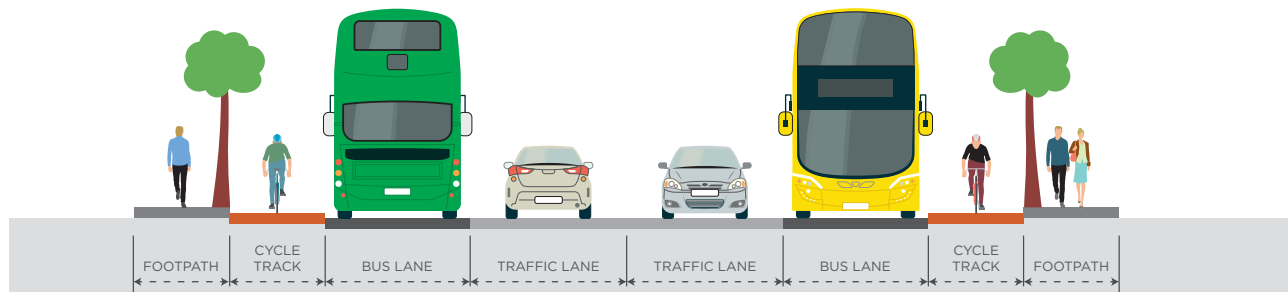 FOOTPATH
CYCLE
TRACK
BUS LANE
TRAFFIC LANE
TRAFFIC LANE
BUS LANE
CYCLE
TRACK
FOOTPATH